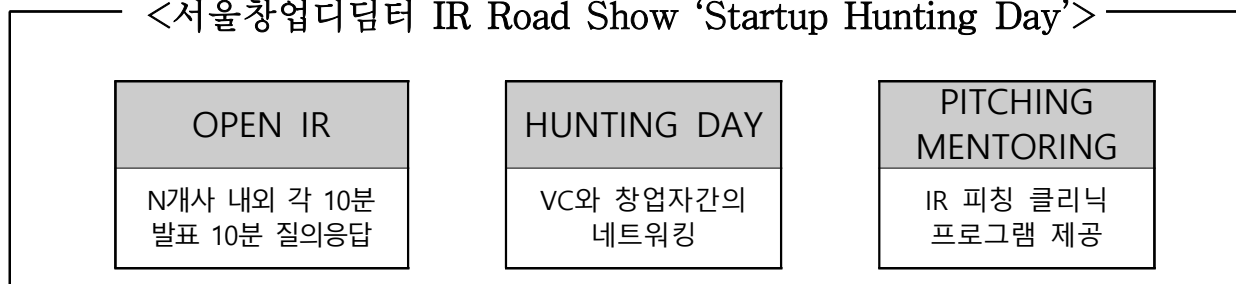 <서울창업디딤터 IR Road Show ‘Startup Hunting Day’>
OPEN IR
N개사 내외 각 10분
발표 10분 질의응답
HUNTING DAY
VC와 창업자간의
네트워킹
PITCHING
MENTORING
IR 피칭 클리닉
프로그램 제공